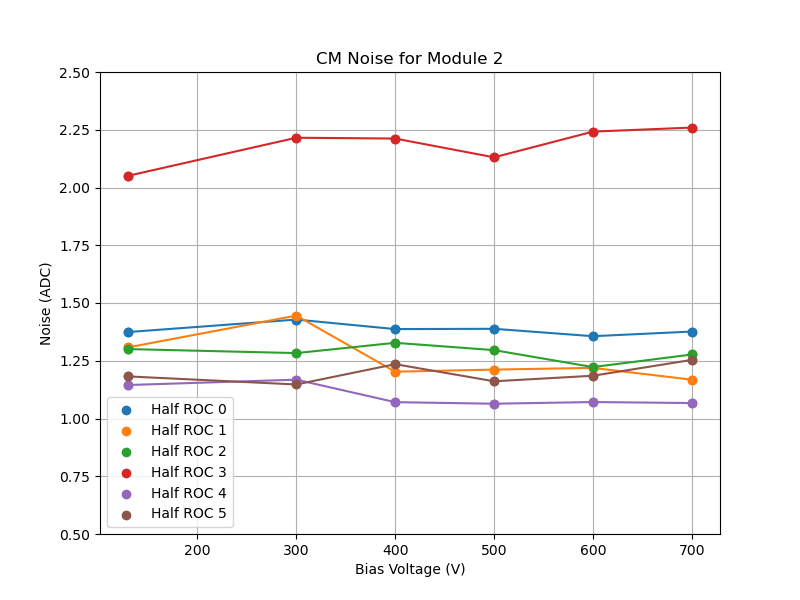 CM Noise for Module 2
2.50
2.25
2.00
1.75
1.50
1.25
1.00
0.75
0.50
Noise (ADC)
Half ROC 0
Half ROC 1
Half ROC 2
Half ROC 3
Half ROC 4
Half ROC 5
200 300 400 500 600 700
Bias Voltage (V)